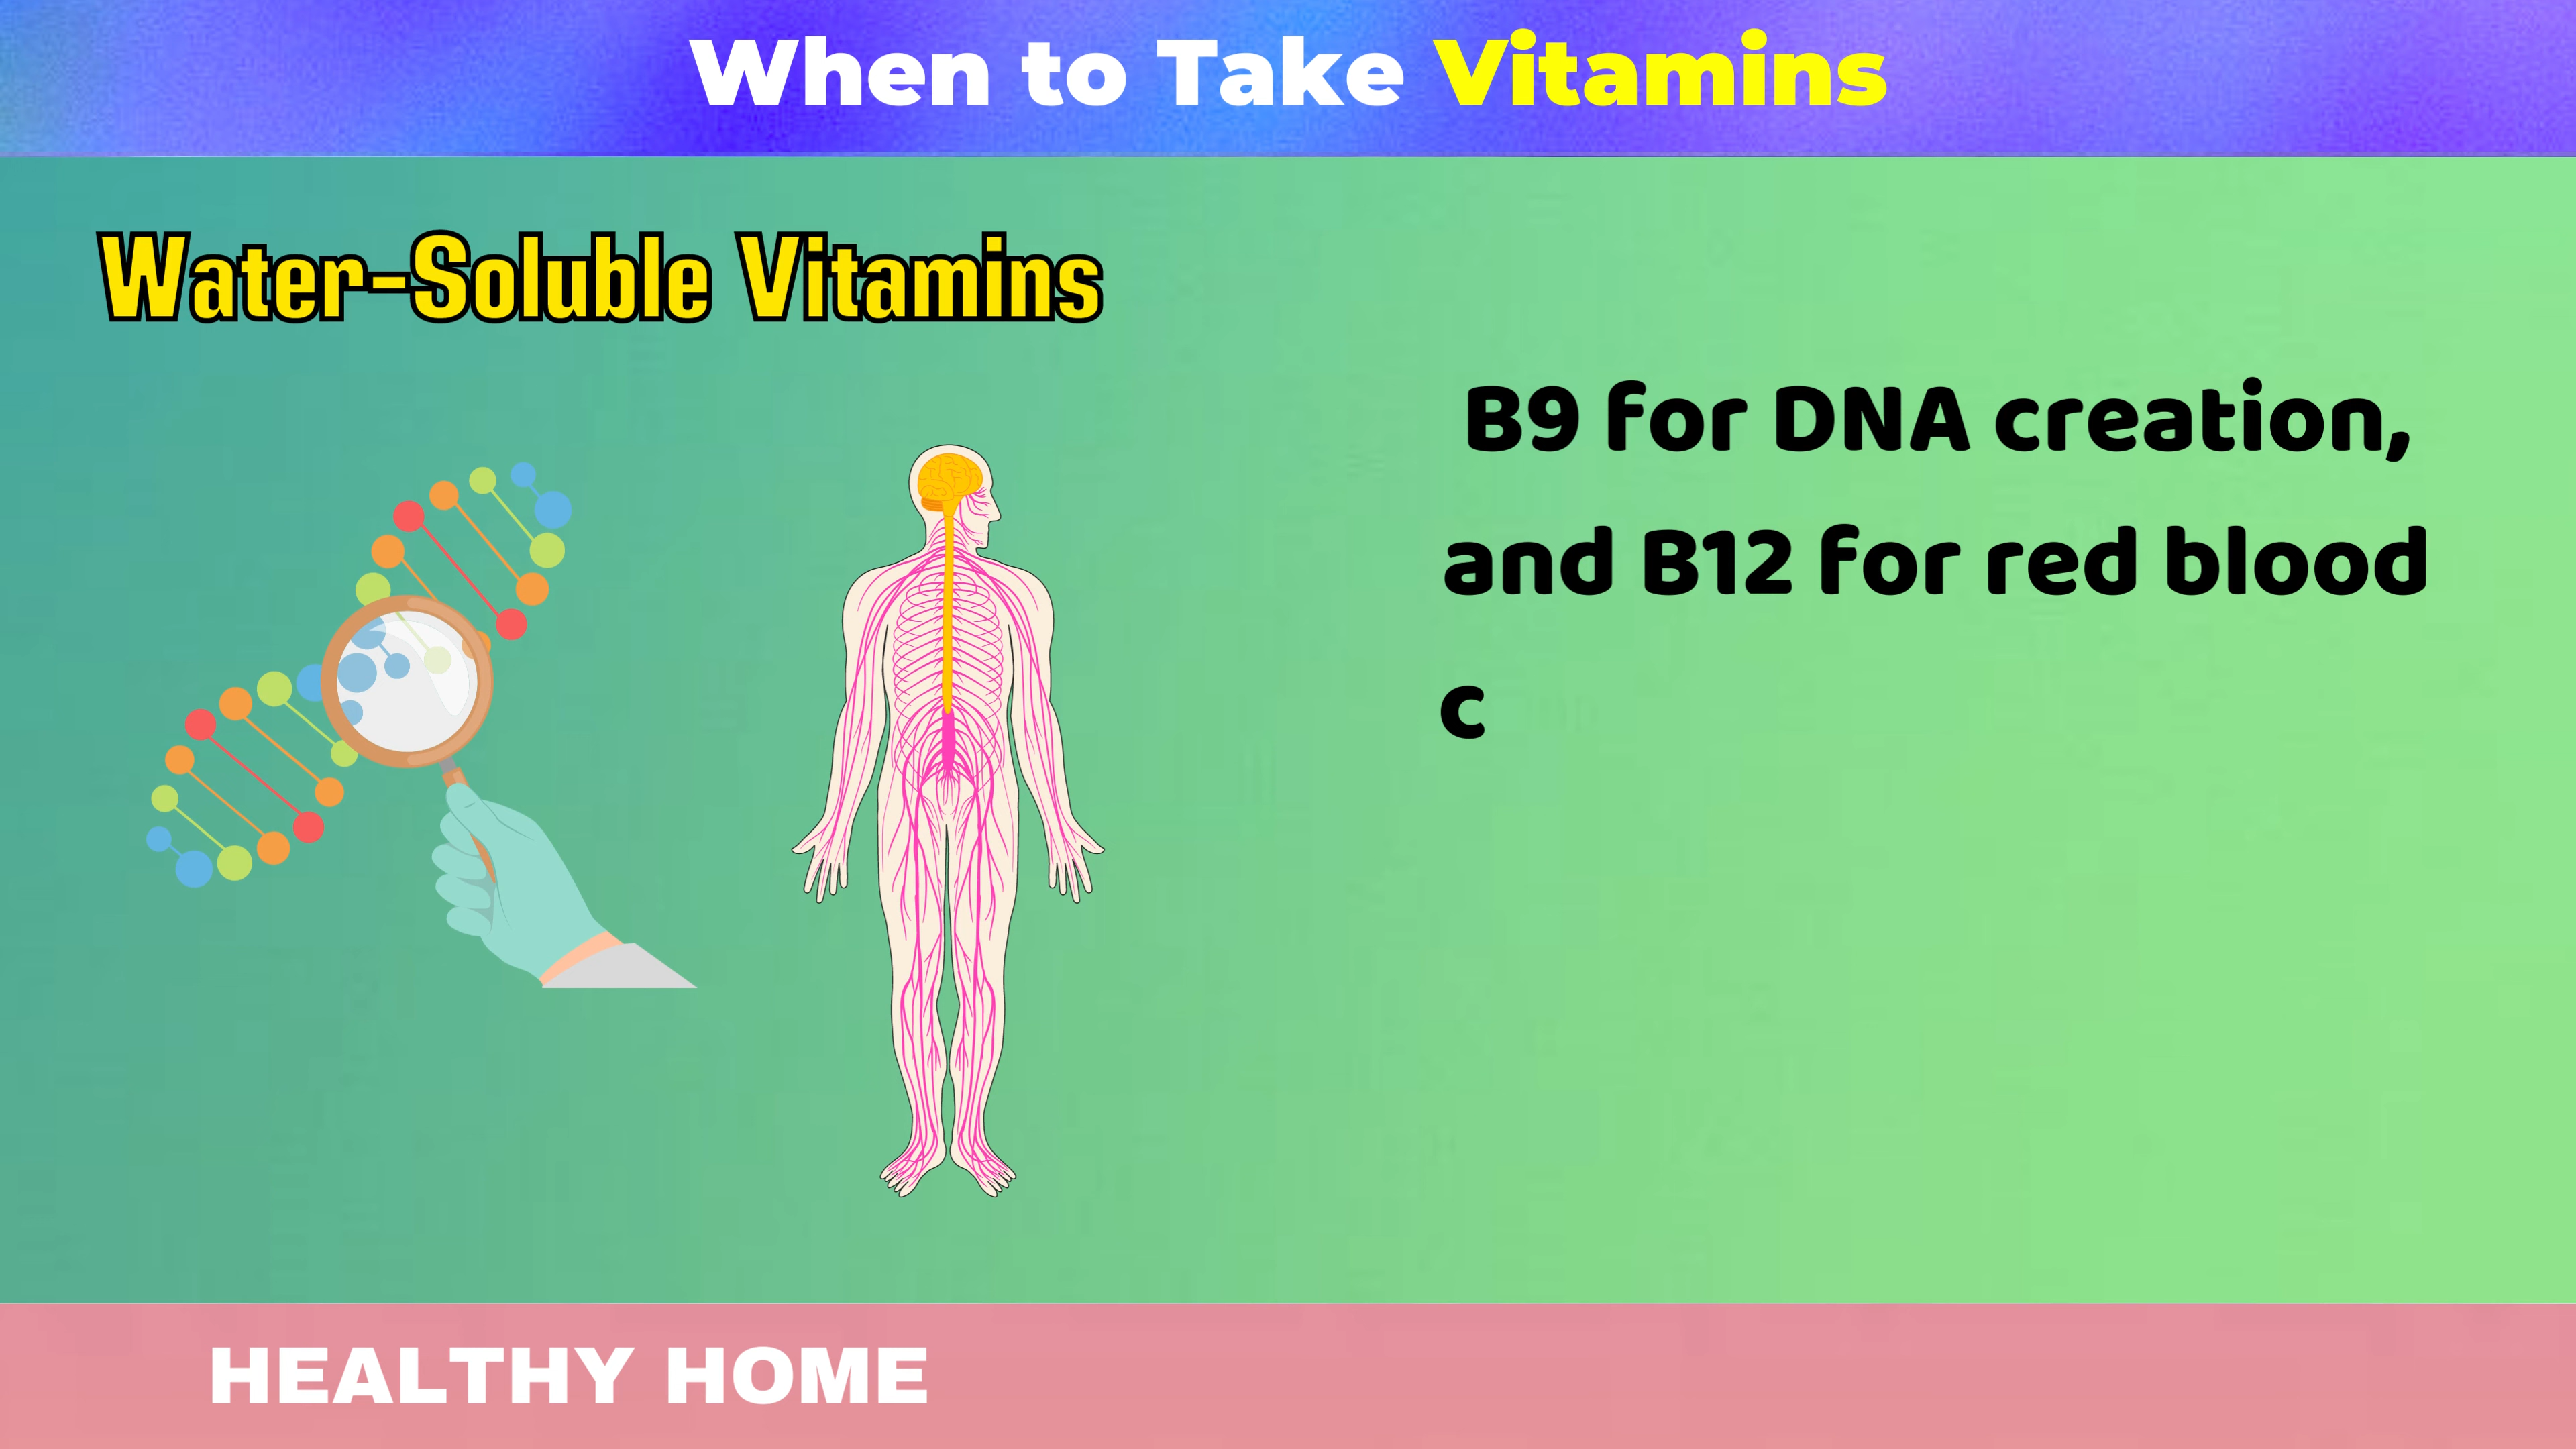 When to Take Vitamins
Water-Soluble Vitamins
B9 for DNA creation,
and B12 for red blood
c
HEALTHY HOME